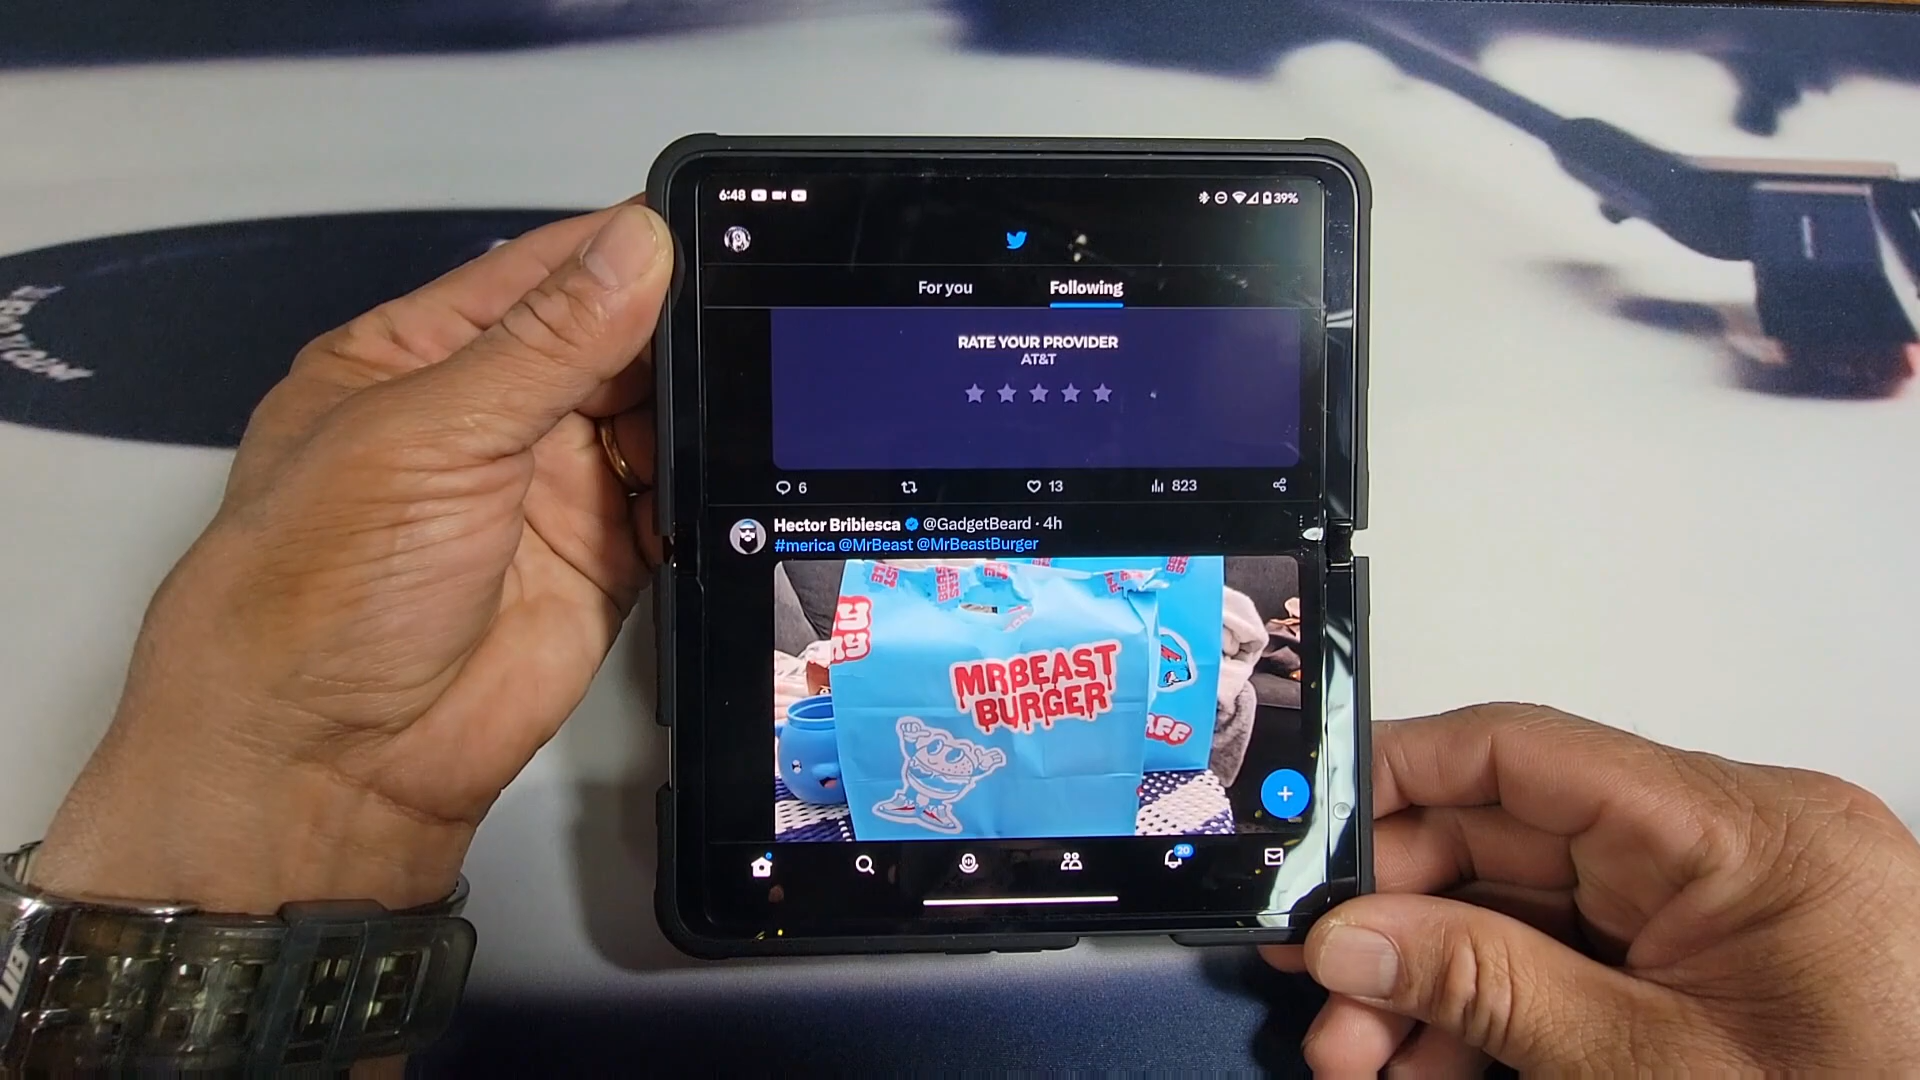 6:48
39%
For you
Following
RATE YOUR PROVIDER
AT&T
6
13
823
Hector Bribiesca @GadgetBeard · 4h
#merica @MrBeast @MrBeastBurger
MRBEAST
BURGER
20